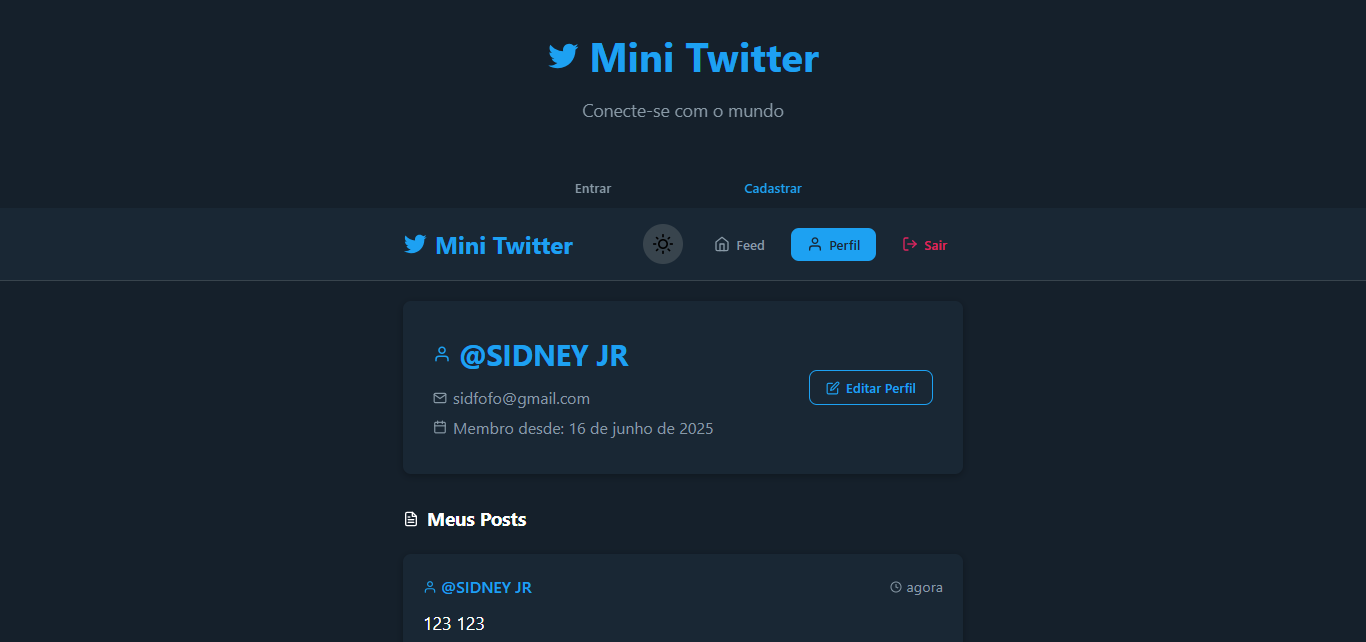 Mini Twitter
Conecte-se com o mundo
Entrar Cadastrar
Mini Twitter Feed Perfil Sair
@SIDNEY JR
sidfofo@gmail.com
Editar Perfil
Membro desde: 16 de junho de 2025
Meus Posts
@SIDNEY JR agora
123 123